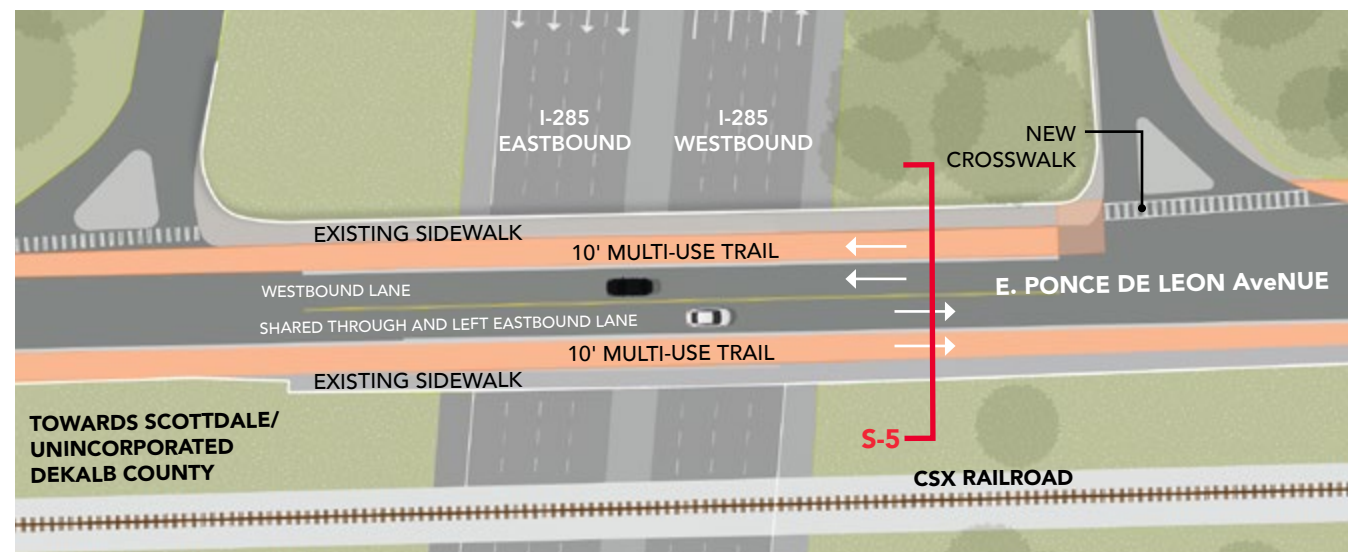 I-285
EASTBOUND
I-285
WESTBOUND
NEW
CROSSWALK
EXISTING SIDEWALK
10' MULTI-USE TRAIL
WESTBOUND LANE
E. PONCE DE LEON AveNUE
SHARED THROUGH AND LEFT EASTBOUND LANE
10' MULTI-USE TRAIL
EXISTING SIDEWALK
TOWARDS SCOTTDALE/
UNINCORPORATED
DEKALB COUNTY
S-5
CSX RAILROAD